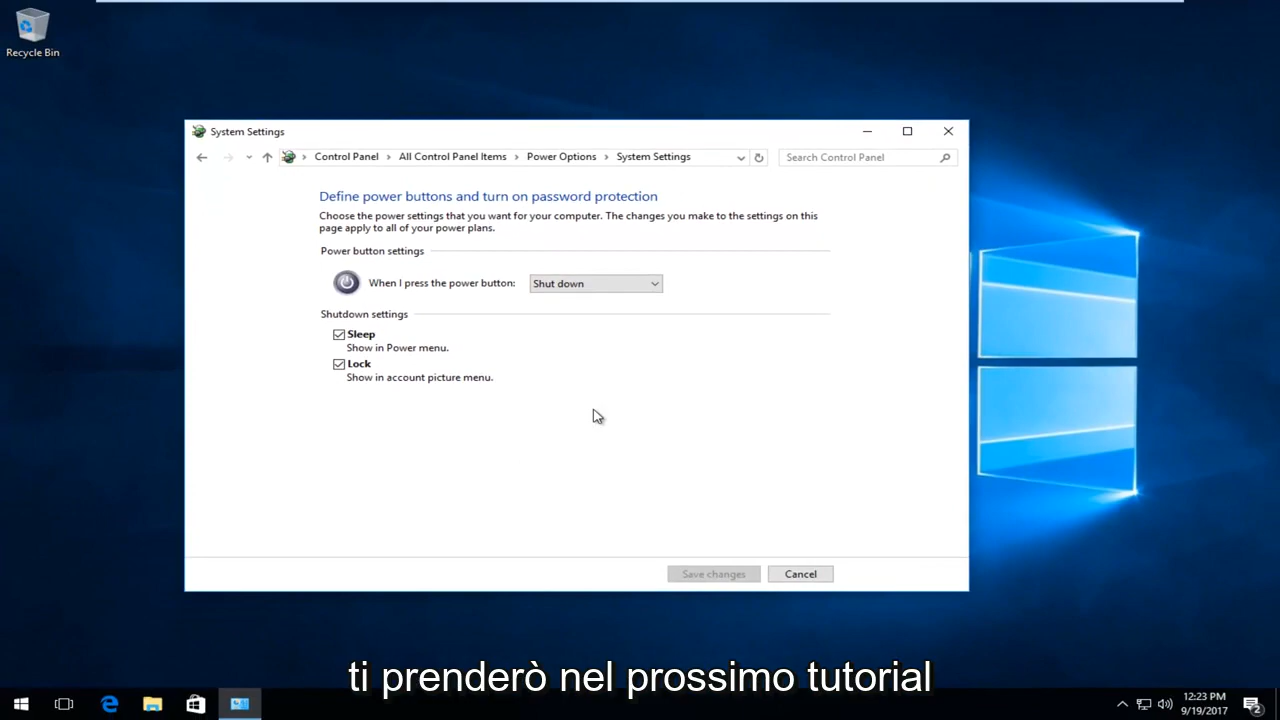 Recycle Bin
System Settings
Control Panel > All Control Panel Items > Power Options > System Settings
Search Control Panel
Define power buttons and turn on password protection
Choose the power settings that you want for your computer. The changes you make to the settings on this
page apply to all of your power plans.
Power button settings
When I press the power button: Shut down
Shutdown settings
Sleep
Show in Power menu.
Lock
Show in account picture menu.
Save changes Cancel
ti prenderò nel prossimo tutorial
12:23 PM
9/19/2017
2